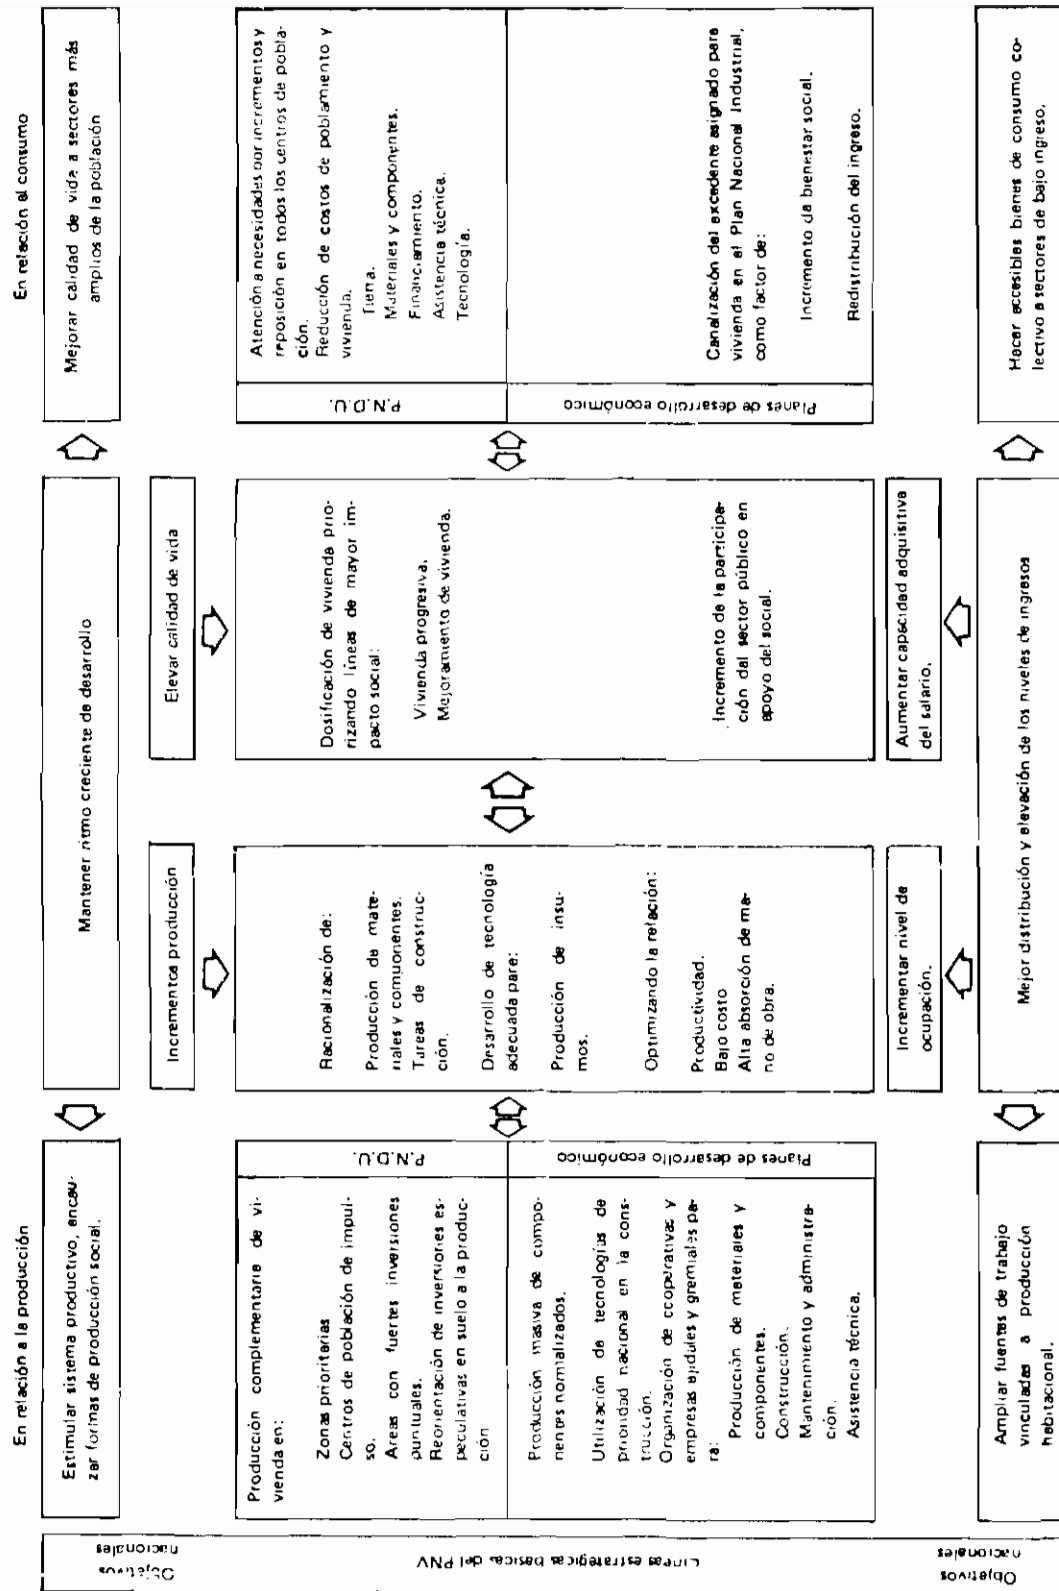 En relación a la producción
En relación al consumo
Objetivos
nacionales
Estimular sistema productivo, encau-
zar formas de producción social.
Mantener ritmo creciente de desarrollo
Mejorar calidad de vida a sectores más
amplios de la población
Incrementos producción
Elevar calidad de vida
Líneas estratégicas básicas del PNV
Producción complementaria de vi-
vienda en:
Zonas prioritarias
Centros de población de impul-
so.
Areas con fuertes inversiones
puntuales.
Reorientación de inversiones es-
peculativas en suelo a la produc-
ción
P.N.D.U.
Producción masiva de compo-
nentes normalizados.
Utilización de tecnologías de
prioridad nacional en la cons-
trucción.
Organización de cooperativas y
empresas ejidales y gremiales pa-
ra:
Producción de materiales y
componentes.
Construcción.
Mantenimiento y administra-
ción.
Asistencia técnica.
Planes de desarrollo económico
Racionalización de:
Producción de mate-
riales y componentes.
Tareas de construc-
ción.
Desarrollo de tecnología
adecuada pare:
Producción de insu-
mos.
Optimizando la relación:
Productividad.
Bajo costo
Alta absorción de ma-
no de obra.
Dosificación de vivienda prio-
rizando líneas de mayor im-
pacto social:
Vivienda progresiva.
Mejoramiento de vivienda.
Incremento de la participa-
ción dal sector público en
apoyo del social.
P.N.D.U.
Atención a necesidades por incrementos y
reposición en todos los centros de pobla-
ción.
Reducción de costos de poblamiento y
vivienda.
Tierra.
Materiales y componentes.
Financiamiento.
Asistencia técnica.
Tecnología.
Planes de desarrollo económico
Canalización del excedente asignado para
vivienda en el Plan Nacional Industrial,
como factor de:
Incremento da bienestar social.
Redistribución del ingreso.
Incrementar nivel de
ocupación.
Aumentar capacidad adquisitiva
del salario.
Objetivos
nacionales
Ampliar fuentes de trabajo
vinculadas a producción
habitacional.
Mejor distribución y elevación de los niveles de ingresos
Hacer accesibles bienes de consumo co-
lectivo a sectores de bajo ingreso.